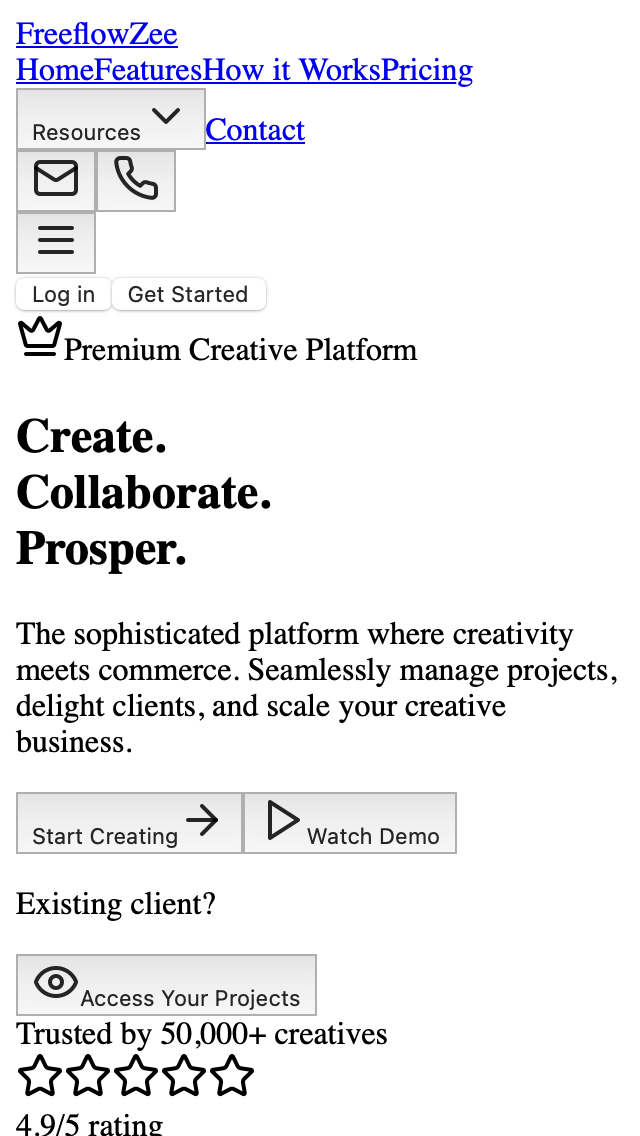 FreeflowZee
HomeFeaturesHow it WorksPricing
Resources Contact
Log in Get Started
Premium Creative Platform
Create.
Collaborate.
Prosper.
The sophisticated platform where creativity
meets commerce. Seamlessly manage projects,
delight clients, and scale your creative
business.
Start Creating Watch Demo
Existing client?
Access Your Projects
Trusted by 50,000+ creatives
4.9/5 rating